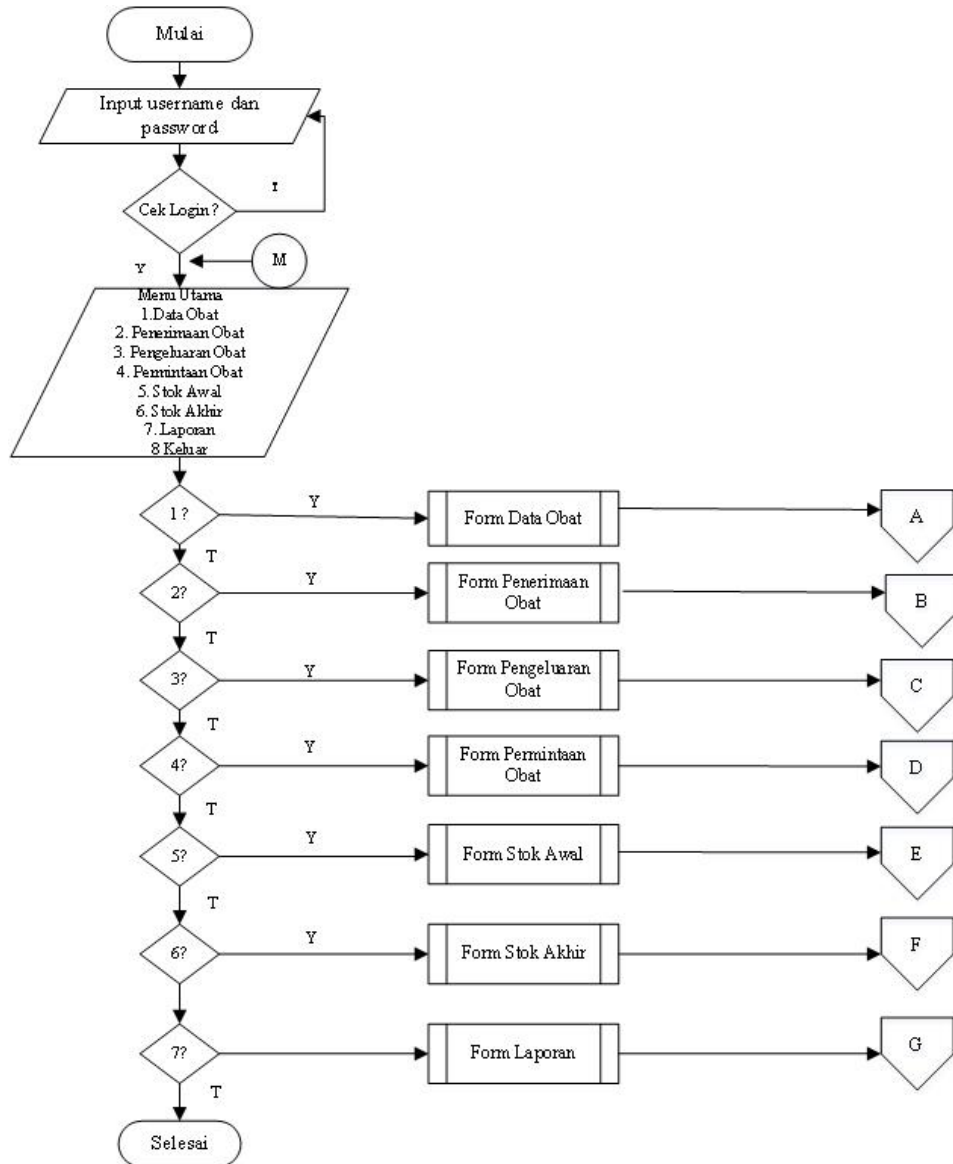 Mulai
Input username dan
password
Cek Login?
M
Y
Menu Utama
1.Data Obat
2. Penerimaan Obat
3. Pengeluaran Obat
4. Permintaan Obat
5. Stok Awal
6. Stok Akhir
7. Laporan
8 Keluar
1?
Y
Form Data Obat
A
T
2?
Y
Form Penerimaan
Obat
B
T
3?
Y
Form Pengeluaran
Obat
C
T
4?
Y
Form Permintaan
Obat
D
T
5?
Y
Form Stok Awal
E
T
6?
Y
Form Stok Akhir
F
7?
Form Laporan
G
T
Selesai